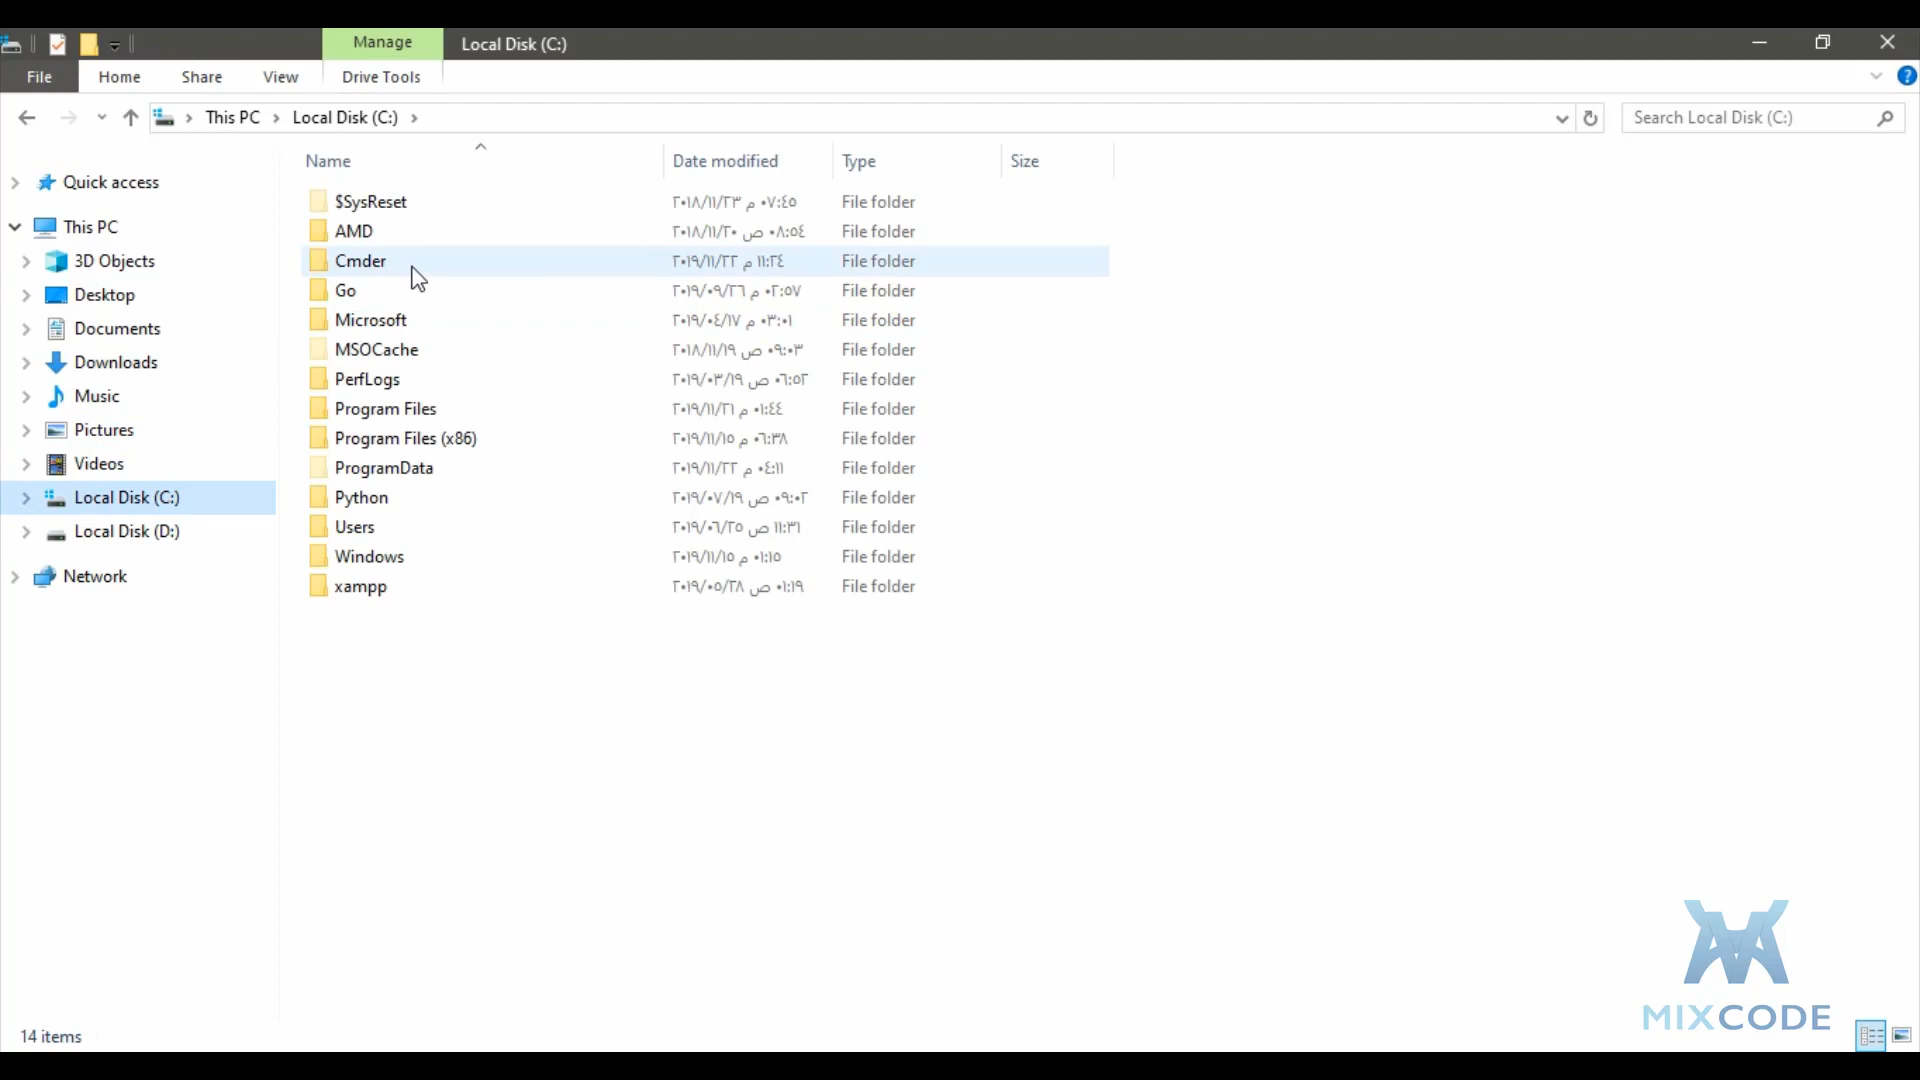 Manage Local Disk (C:)
File Home Share View Drive Tools
This PC Local Disk (C:) Search Local Disk (C:)
Name Date modified Type Size
Quick access
This PC
3D Objects
Desktop
Documents
Downloads
Music
Pictures
Videos
Local Disk (C:)
Local Disk (D:)
Network
$SysReset ٢٠١٨/١١/٢٣ م ٠٧:٤٥ File folder
AMD ٢٠١٨/١١/٢٠ ص ٠٨:٥٤ File folder
Cmder ٢٠١٩/١١/٢٢ م ١١:٢٤ File folder
Go ٢٠١٩/٠٩/٢٦ م ٠٢:٥٧ File folder
Microsoft ٢٠١٩/٠٤/١٧ م ٠٣:٠١ File folder
MSOCache ٢٠١٨/١١/١٩ ص ٠٩:٠٣ File folder
PerfLogs ٢٠١٩/٠٣/١٩ ص ٠٦:٥٢ File folder
Program Files ٢٠١٩/١١/٢١ م ٠١:٤٤ File folder
Program Files (x86) ٢٠١٩/١١/١٥ م ٠٦:٣٨ File folder
ProgramData ٢٠١٩/١١/٢٢ م ٠٤:١١ File folder
Python ٢٠١٩/٠٧/١٩ ص ٠٩:٠٢ File folder
Users ٢٠١٩/٠٦/٢٥ ص ١١:٣١ File folder
Windows ٢٠١٩/١١/١٥ م ٠١:١٥ File folder
xampp ٢٠١٩/٠٥/٢٨ ص ٠١:١٩ File folder
MIXCODE
14 items